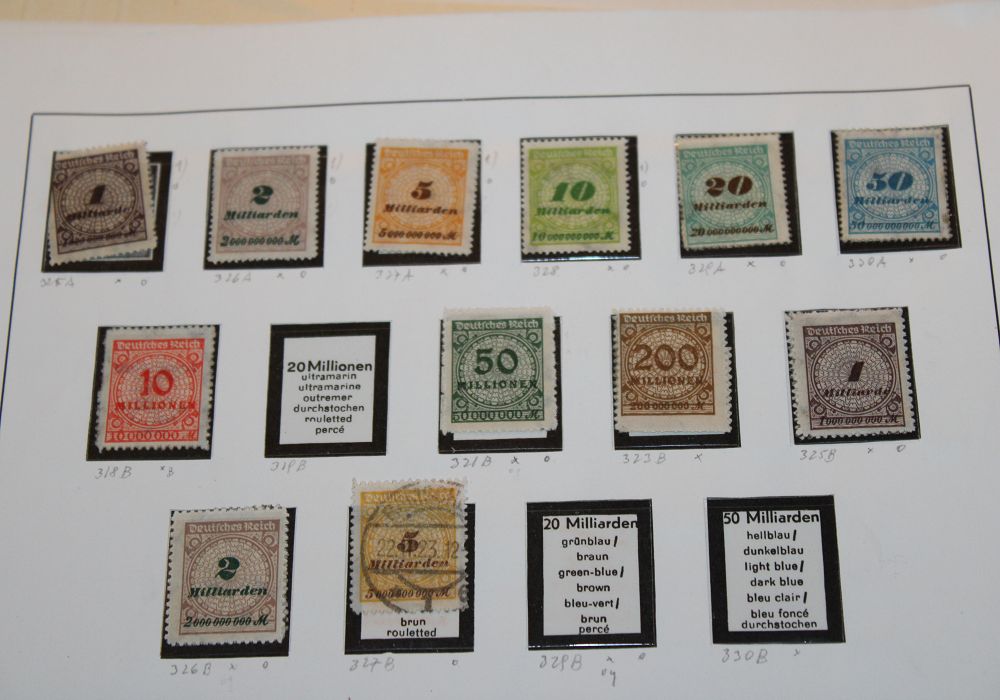 Deutsches Reich
1
Milliarde
Deutsches Reich
2
Milliarden
2 000 000 000 M
Deutsches Reich
5
Milliarden
5 000 000 000 M
Deutsches Reich
10
Milliarden
10 000 000 000 M
Deutsches Reich
20
Milliarden
20 000 000 000 M
Deutsches Reich
50
Milliarden
50 000 000 000 M
325A x o
326A x o
327A x o
328 x o
329A x o
330A x o
Deutsches Reich
10
MILLIONEN
10 000 000 M
20 Millionen
ultramarin
ultramarine
outremer
durchstochen
rouletted
percé
Deutsches Reich
50
MILLIONEN
50 000 000 M
Deutsches Reich
200
MILLIONEN
200 000 000 M
Deutsches Reich
1
Milliarde
1 000 000 000 M
318B x
319B
321B x o
323B x
325B x o
Deutsches Reich
2
Milliarden
2 000 000 000 M
Deutsches Reich
5
Milliarden
5 000 000 000 M
brun
rouletted
20 Milliarden
grünblau/
braun
green-blue/
brown
bleu-vert/
brun
percé
50 Milliarden
hellblau/
dunkelblau
light blue/
dark blue
bleu clair/
bleu foncé
durchstochen
326B x o
327B o
329B x o
330B x